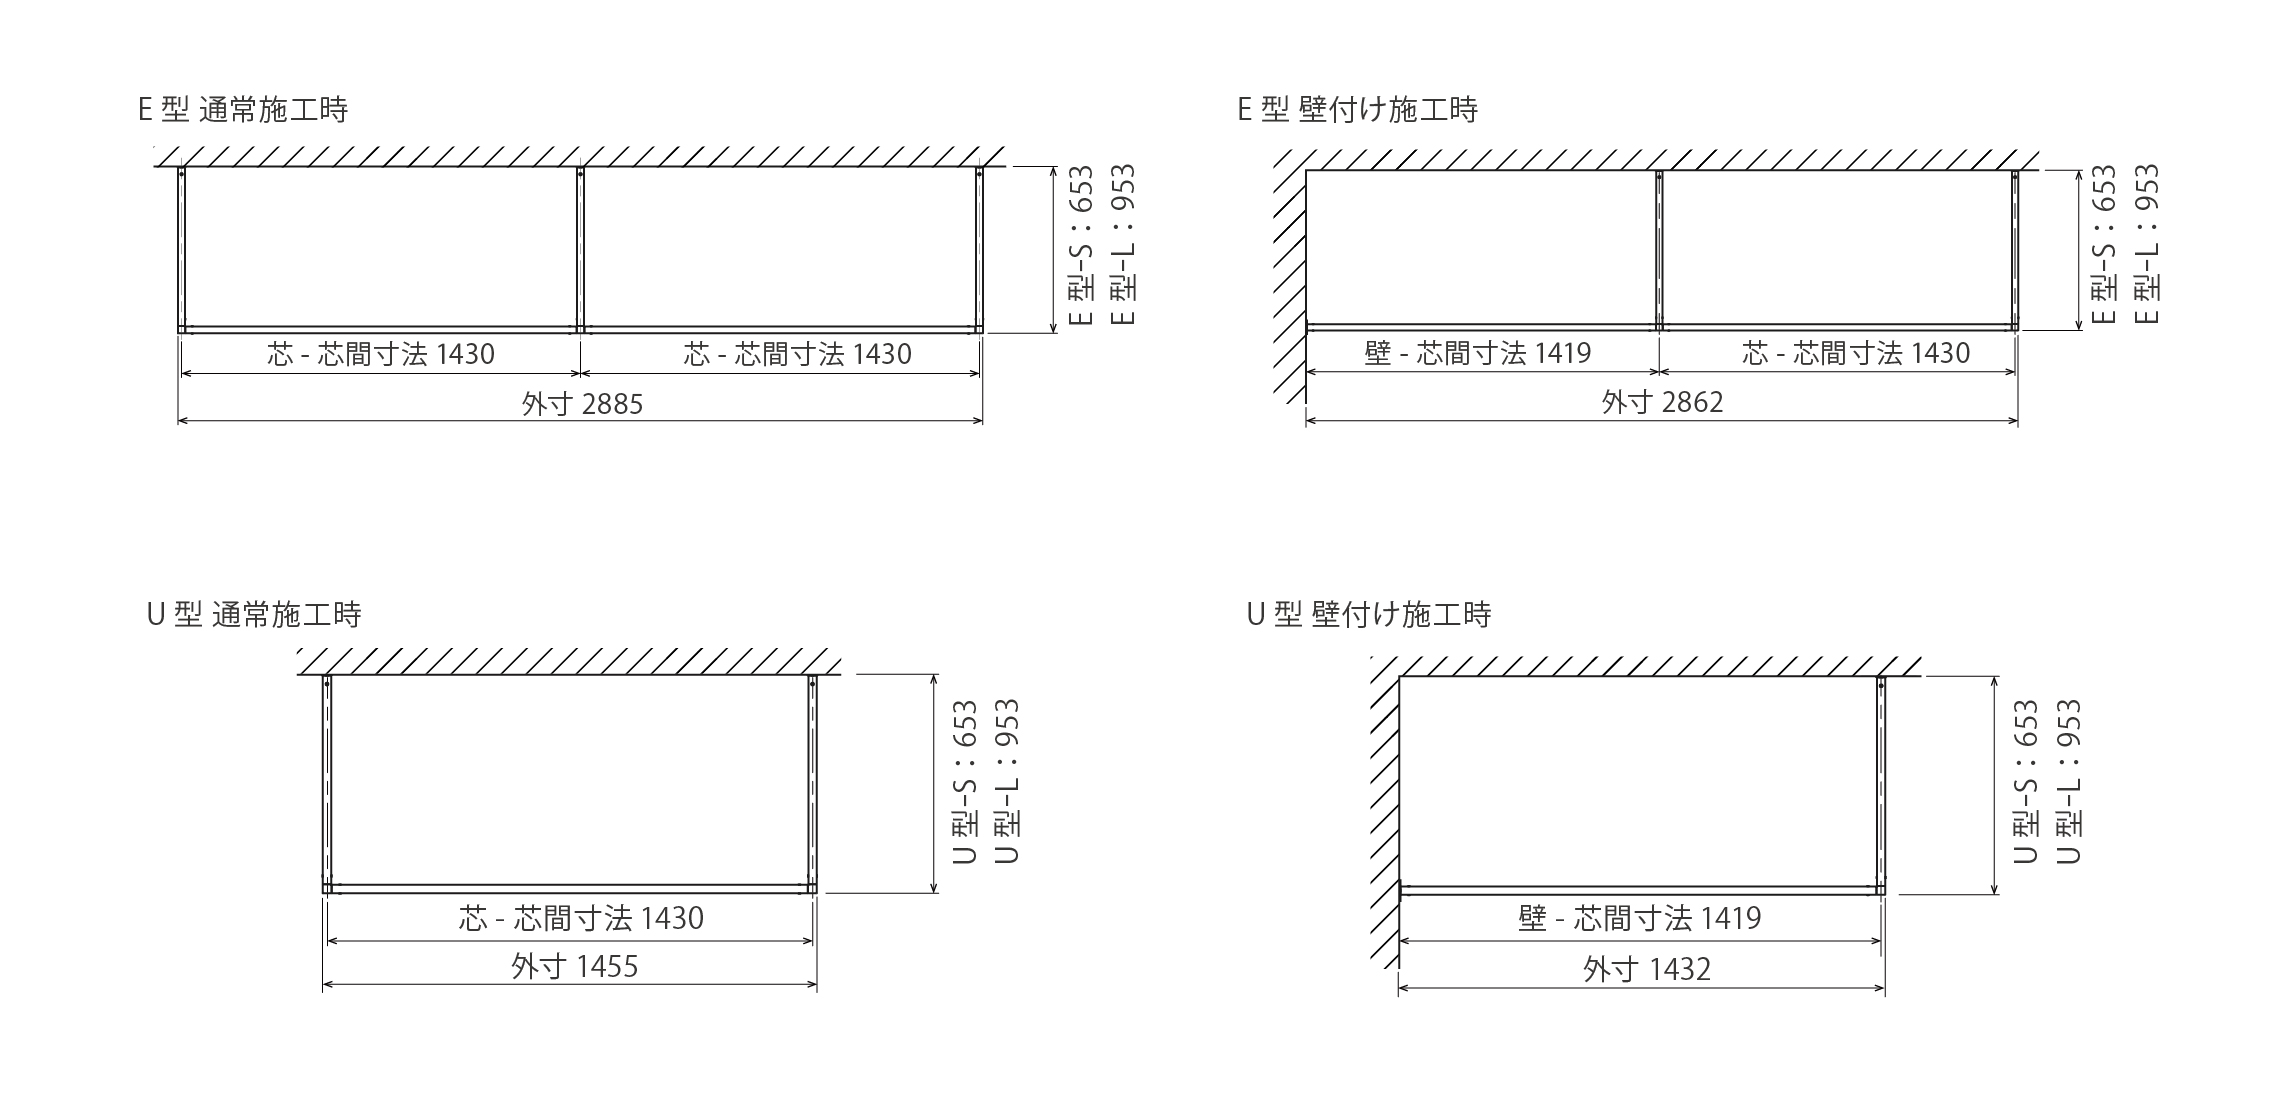 E 型 通常施工時
E 型-S：653
E 型-L：953
芯 - 芯間寸法 1430
芯 - 芯間寸法 1430
外寸 2885
E 型 壁付け施工時
E 型-S：653
E 型-L：953
壁 - 芯間寸法 1419
芯 - 芯間寸法 1430
外寸 2862
U 型 通常施工時
U 型-S：653
U 型-L：953
芯 - 芯間寸法 1430
外寸 1455
U 型 壁付け施工時
U 型-S：653
U 型-L：953
壁 - 芯間寸法 1419
外寸 1432